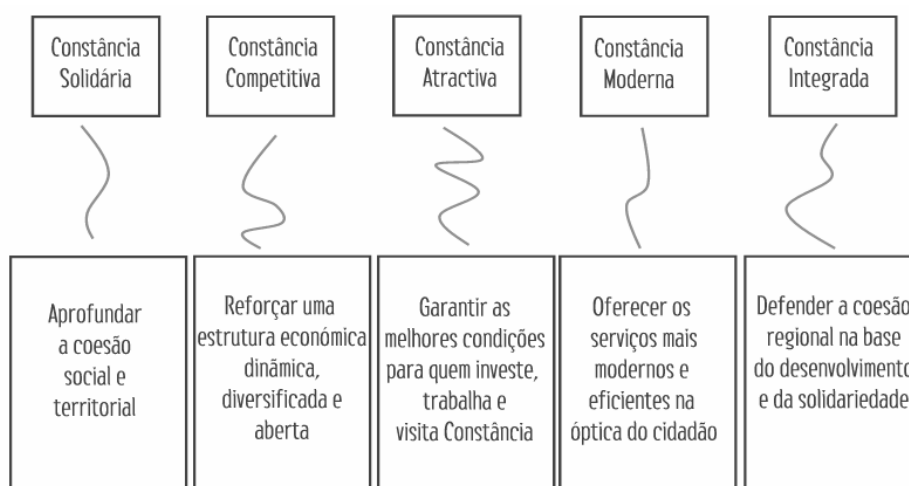 Constância
Solidária
Constância
Competitiva
Constância
Atractiva
Constância
Moderna
Constância
Integrada
Aprofundar
a coesão
social e
territorial
Reforçar uma
estrutura económica
dinâmica,
diversificada e
aberta
Garantir as
melhores condições
para quem investe,
trabalha e
visita Constância
Oferecer os
serviços mais
modernos e
eficientes na
óptica do cidadão
Defender a coesão
regional na base
do desenvolvimento
e da solidariedade